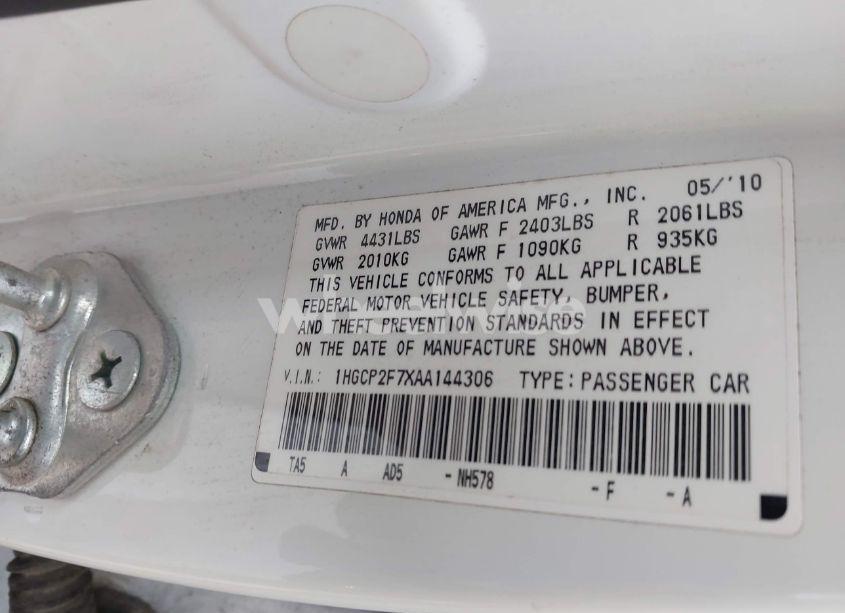 MFD. BY HONDA OF AMERICA MFG., INC. 05/'10
GVWR 4431LBS GAWR F 2403LBS R 2061LBS
GVWR 2010KG GAWR F 1090KG R 935KG
THIS VEHICLE CONFORMS TO ALL APPLICABLE
FEDERAL MOTOR VEHICLE SAFETY, BUMPER,
AND THEFT PREVENTION STANDARDS IN EFFECT
ON THE DATE OF MANUFACTURE SHOWN ABOVE.
V.I.N.: 1HGCP2F7XAA144306 TYPE: PASSENGER CAR
TA5 A AD5 -NH578 -F -A